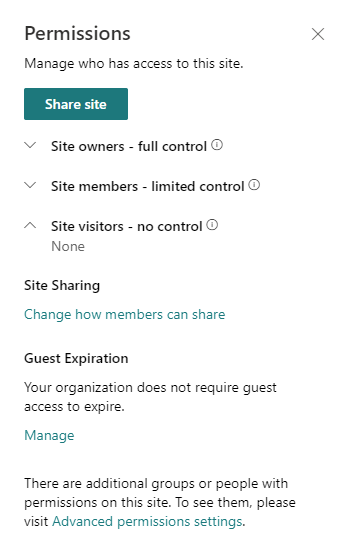 Permissions
Manage who has access to this site.
Share site
Site owners - full control
Site members - limited control
Site visitors - no control
None
Site Sharing
Change how members can share
Guest Expiration
Your organization does not require guest
access to expire.
Manage
There are additional groups or people with
permissions on this site. To see them, please
visit Advanced permissions settings.